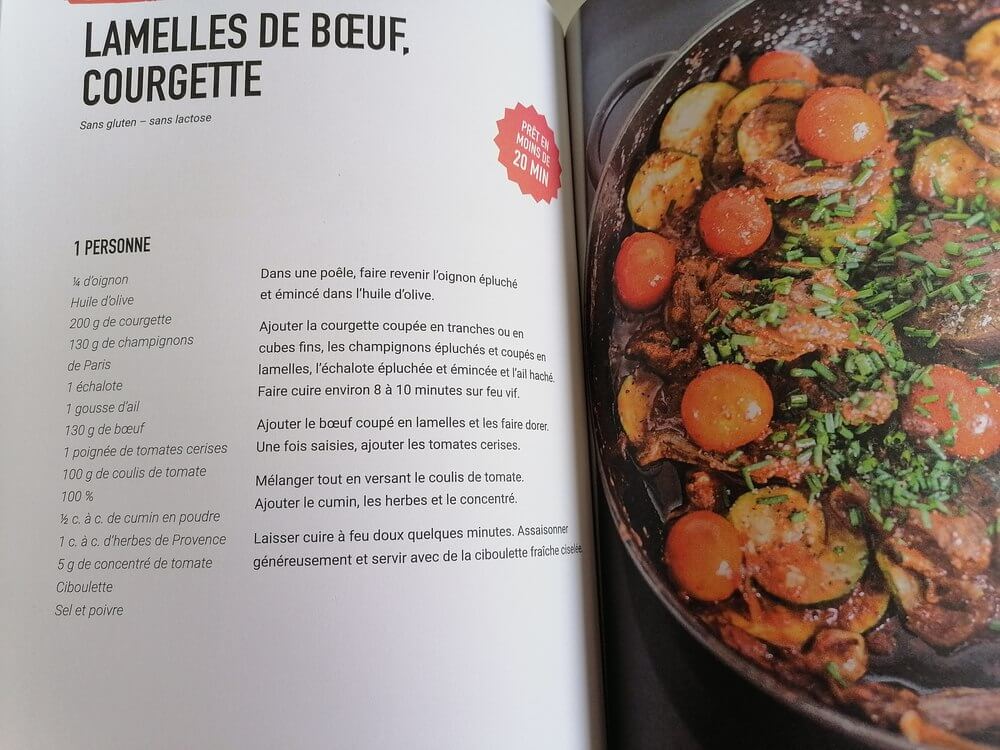 LAMELLES DE BŒUF,
COURGETTE
Sans gluten – sans lactose
PRÊT EN
MOINS DE
20 MIN
1 PERSONNE
¼ d'oignon
Huile d'olive
200 g de courgette
130 g de champignons
de Paris
1 échalote
1 gousse d'ail
130 g de bœuf
1 poignée de tomates cerises
100 g de coulis de tomate
100 %
½ c. à c. de cumin en poudre
1 c. à c. d'herbes de Provence
5 g de concentré de tomate
Ciboulette
Sel et poivre
Dans une poêle, faire revenir l'oignon épluché
et émincé dans l'huile d'olive.
Ajouter la courgette coupée en tranches ou en
cubes fins, les champignons épluchés et coupés en
lamelles, l'échalote épluchée et émincée et l'ail haché.
Faire cuire environ 8 à 10 minutes sur feu vif.
Ajouter le bœuf coupé en lamelles et les faire dorer.
Une fois saisies, ajouter les tomates cerises.
Mélanger tout en versant le coulis de tomate.
Ajouter le cumin, les herbes et le concentré.
Laisser cuire à feu doux quelques minutes. Assaisonner
généreusement et servir avec de la ciboulette fraîche ciselée.